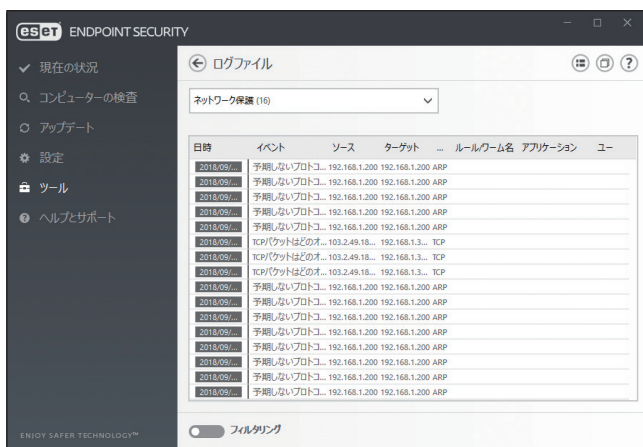 eset ENDPOINT SECURITY
現在の状況
コンピューターの検査
アップデート
設定
ツール
ヘルプとサポート
ENJOY SAFER TECHNOLOGY™
ログファイル
ネットワーク保護 (16)
日時 イベント ソース ターゲット ... ルール/ワーム名 アプリケーション ユー
2018/09/... 予期しないプロトコ... 192.168.1.200 192.168.1.200 ARP
2018/09/... 予期しないプロトコ... 192.168.1.200 192.168.1.200 ARP
2018/09/... 予期しないプロトコ... 192.168.1.200 192.168.1.200 ARP
2018/09/... 予期しないプロトコ... 192.168.1.200 192.168.1.200 ARP
2018/09/... 予期しないプロトコ... 192.168.1.200 192.168.1.200 ARP
2018/09/... TCPパケットはどのオ... 103.2.49.18... 192.168.1.3... TCP
2018/09/... TCPパケットはどのオ... 103.2.49.18... 192.168.1.3... TCP
2018/09/... TCPパケットはどのオ... 103.2.49.18... 192.168.1.3... TCP
2018/09/... 予期しないプロトコ... 192.168.1.200 192.168.1.200 ARP
2018/09/... 予期しないプロトコ... 192.168.1.200 192.168.1.200 ARP
2018/09/... 予期しないプロトコ... 192.168.1.200 192.168.1.200 ARP
2018/09/... 予期しないプロトコ... 192.168.1.200 192.168.1.200 ARP
2018/09/... 予期しないプロトコ... 192.168.1.200 192.168.1.200 ARP
2018/09/... 予期しないプロトコ... 192.168.1.200 192.168.1.200 ARP
2018/09/... 予期しないプロトコ... 192.168.1.200 192.168.1.200 ARP
2018/09/... 予期しないプロトコ... 192.168.1.200 192.168.1.200 ARP
フィルタリング